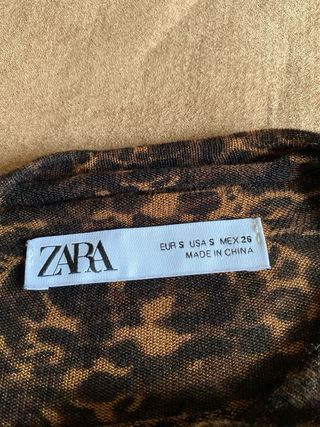 ZARA
EUR S USA S MEX 26
MADE IN CHINA